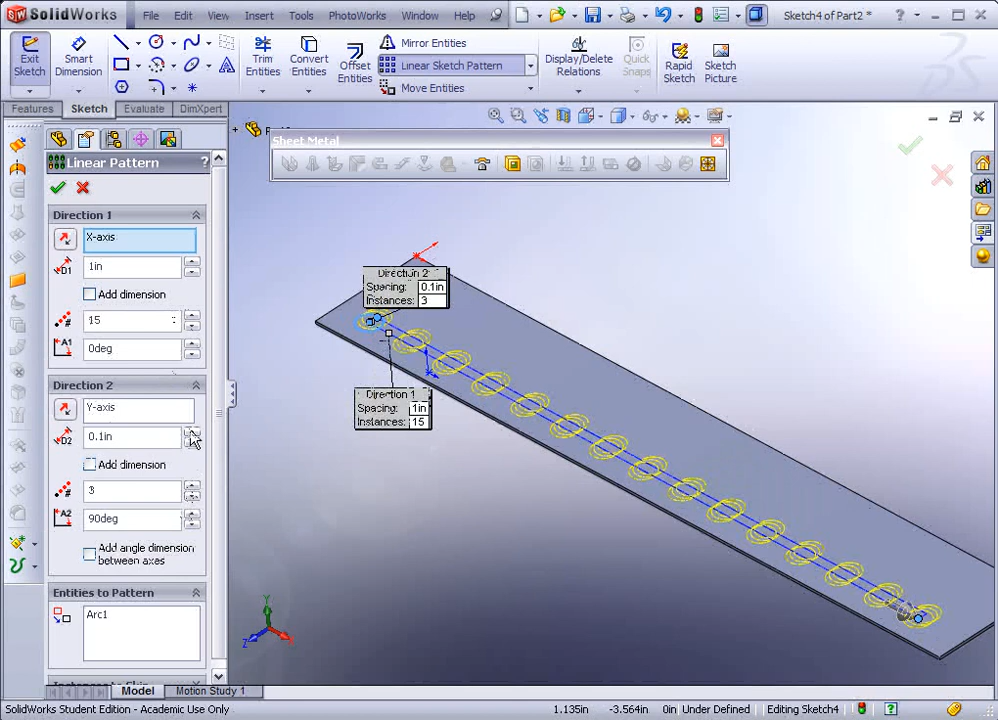 SolidWorks File Edit View Insert Tools PhotoWorks Window Help Sketch4 of Part2 * ?
Exit Sketch
Smart Dimension
Trim Entities
Convert Entities
Offset Entities
Mirror Entities
Linear Sketch Pattern
Move Entities
Display/Delete Relations
Quick Snaps
Rapid Sketch
Sketch Picture
Features Sketch Evaluate DimXpert
Sheet Metal
Linear Pattern ?
Direction 1
X-axis
D1 1in
Add dimension
# 15
A1 0deg
Direction 2
Y-axis
D2 0.1in
Add dimension
# 3
A2 90deg
Add angle dimension
between axes
Entities to Pattern
Arc1
Direction 2
Spacing: 0.1in
Instances: 3
Direction 1
Spacing: 1in
Instances: 15
Y
Z
Model Motion Study 1
SolidWorks Student Edition - Academic Use Only 1.135in -3.564in 0in Under Defined Editing Sketch4 ?